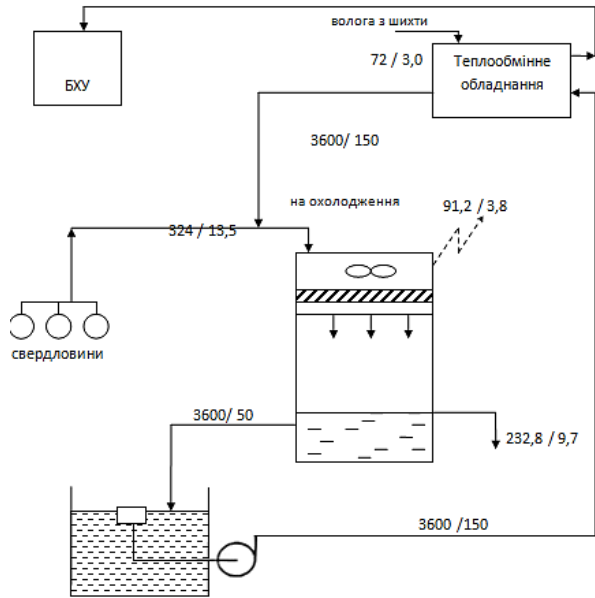 волога з шихти
БХУ
72 / 3,0
Теплообмінне
обладнання
3600/ 150
на охолодження
91,2 / 3,8
324 / 13,5
свердловини
3600/ 50
232,8 / 9,7
3600 /150